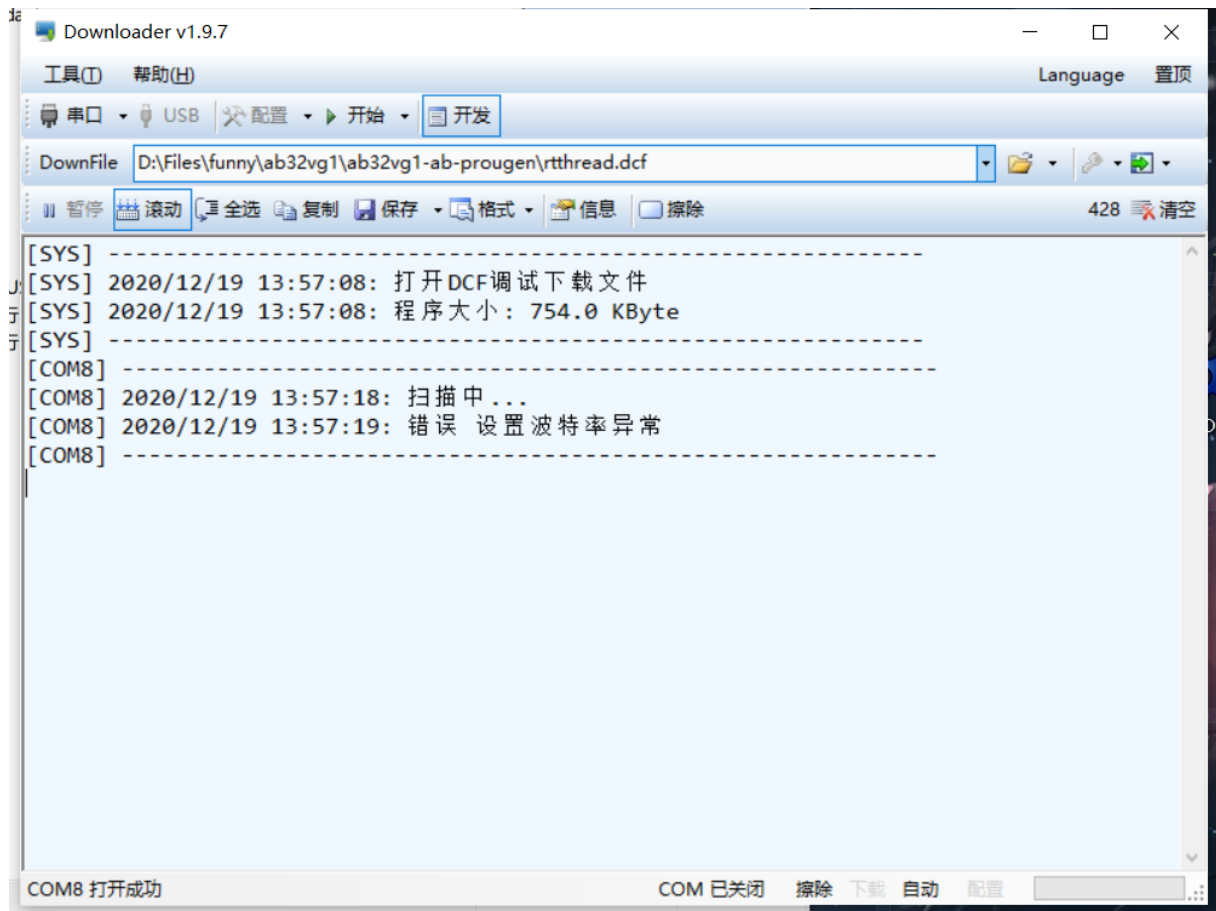 Downloader v1.9.7
工具(T) 帮助(H) Language 置顶
串口 USB 配置 开始 开发
DownFile D:\Files\funny\ab32vg1\ab32vg1-ab-prougen\rtthread.dcf
暂停 滚动 全选 复制 保存 格式 信息 擦除 428 清空
[SYS] ------------------------------------------------------------
[SYS] 2020/12/19 13:57:08: 打开DCF调试下载文件
[SYS] 2020/12/19 13:57:08: 程序大小: 754.0 KByte
[SYS] ------------------------------------------------------------
[COM8] ------------------------------------------------------------
[COM8] 2020/12/19 13:57:18: 扫描中...
[COM8] 2020/12/19 13:57:19: 错误 设置波特率异常
[COM8] ------------------------------------------------------------
COM8 打开成功 COM 已关闭 擦除 下载 自动 配置